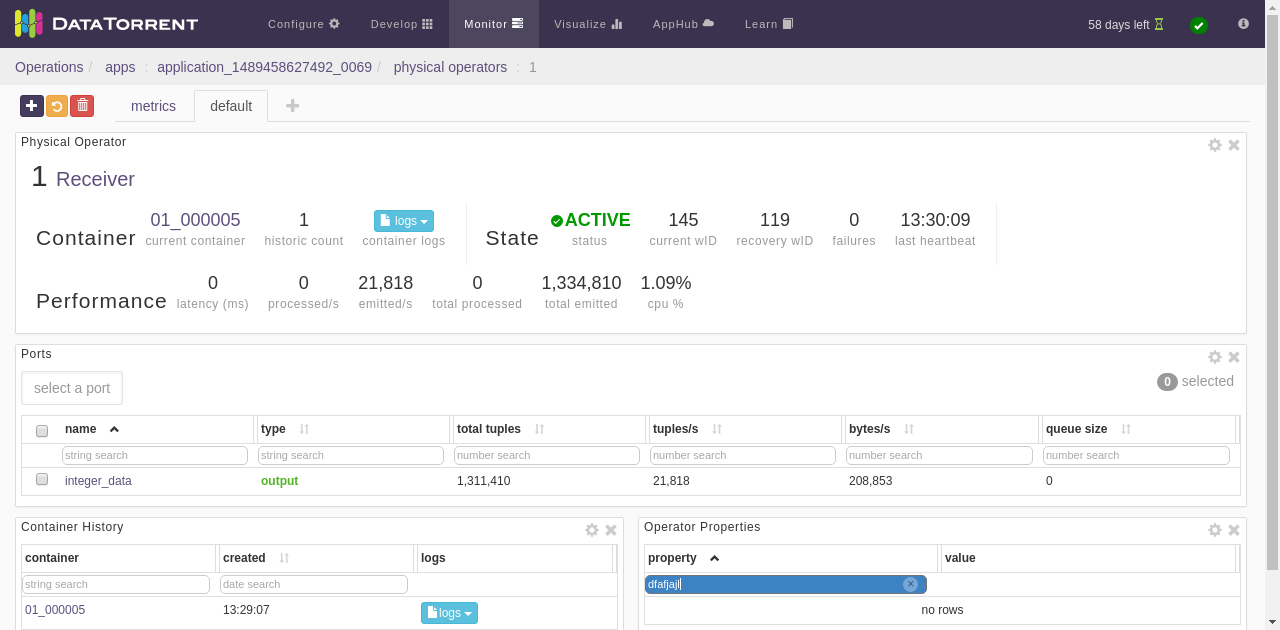 DATATORRENT Configure Develop Monitor Visualize AppHub Learn 58 days left
Operations / apps : application_1489458627492_0069 / physical operators : 1
metrics default
Physical Operator
1 Receiver
Container 01_000005 current container 1 historic count logs container logs State ACTIVE status 145 current wID 119 recovery wID 0 failures 13:30:09 last heartbeat
Performance 0 latency (ms) 0 processed/s 21,818 emitted/s 0 total processed 1,334,810 total emitted 1.09% cpu %
Ports
select a port 0 selected
name type total tuples tuples/s bytes/s queue size
string search string search number search number search number search number search
integer_data output 1,311,410 21,818 208,853 0
Container History
container created logs
string search date search
01_000005 13:29:07 logs
Operator Properties
property value
dfafjajl
no rows